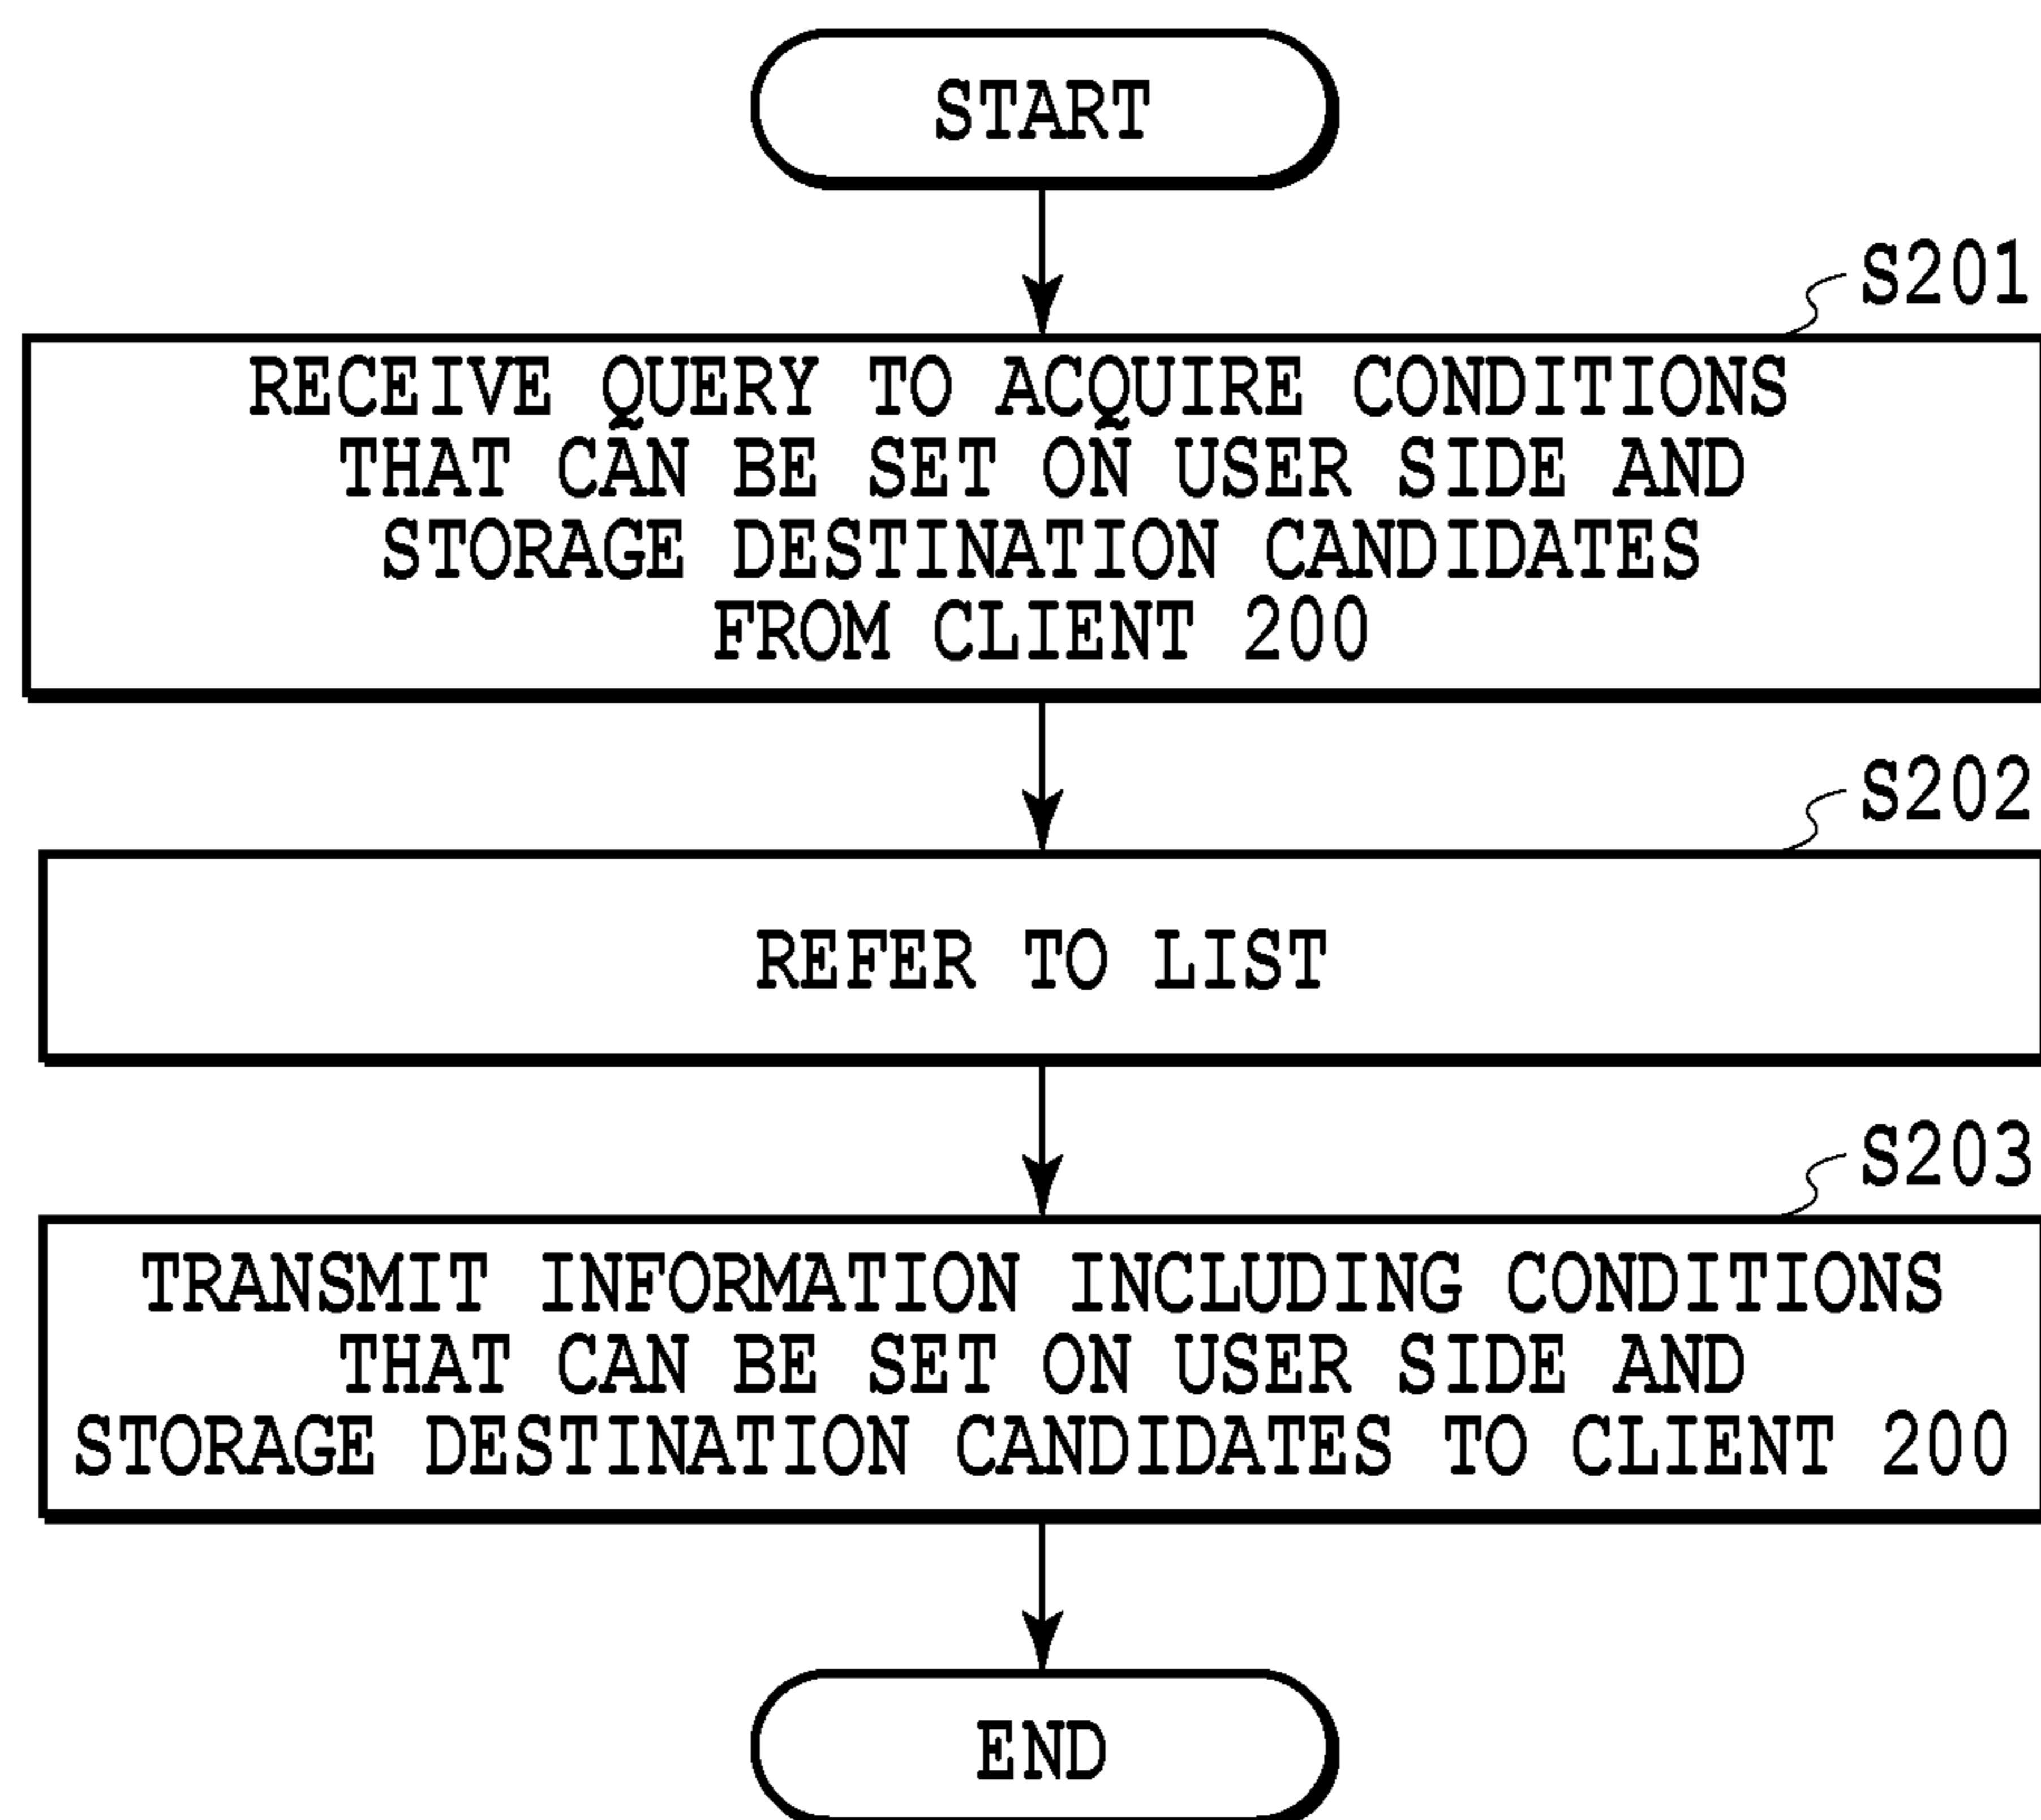 START
S201
RECEIVE QUERY TO ACQUIRE CONDITIONS
THAT CAN BE SET ON USER SIDE AND
STORAGE DESTINATION CANDIDATES
FROM CLIENT 200
S202
REFER TO LIST
S203
TRANSMIT INFORMATION INCLUDING CONDITIONS
THAT CAN BE SET ON USER SIDE AND
STORAGE DESTINATION CANDIDATES TO CLIENT 200
END